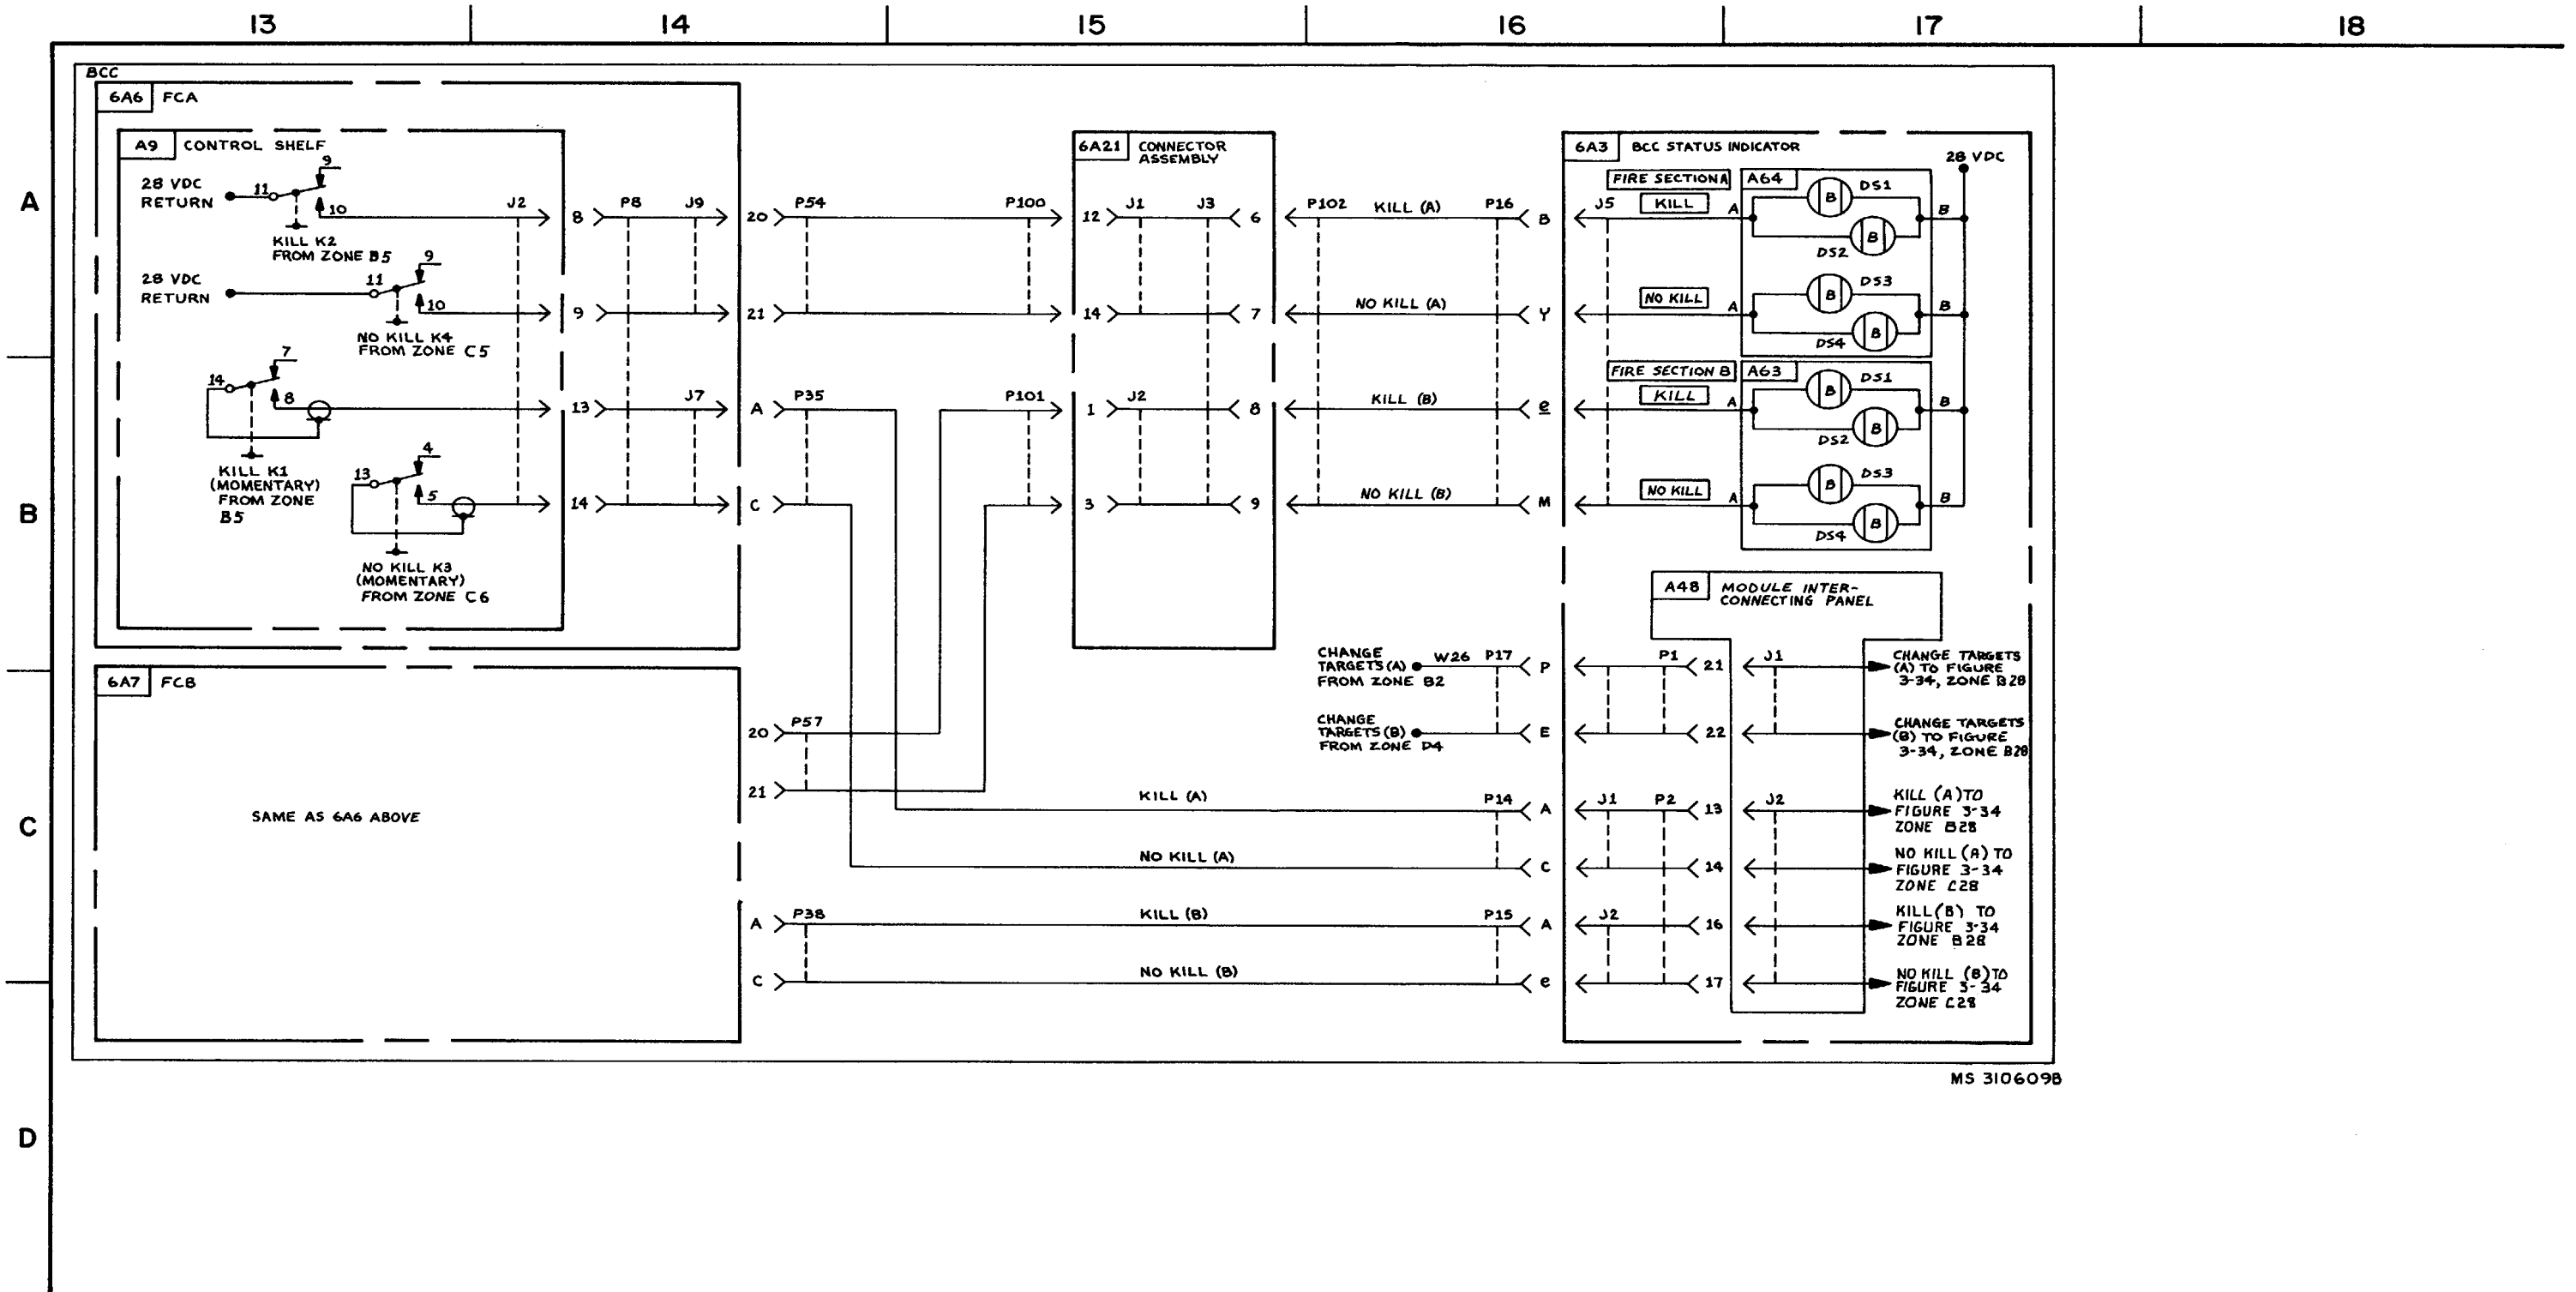 13 14 15 16 17 18
A
B
C
D
BCC
6A6 FCA
A9 CONTROL SHELF
28 VDC
RETURN
11
9
10
KILL K2
FROM ZONE B5
28 VDC
RETURN
11
9
10
NO KILL K4
FROM ZONE C5
14
7
8
KILL K1
(MOMENTARY)
FROM ZONE
B5
13
4
5
NO KILL K3
(MOMENTARY)
FROM ZONE C6
J2
8
9
13
14
P8 J9
J7
20 P54
21
A P35
C
6A7 FCB
SAME AS 6A6 ABOVE
20 P57
21
A P38
C
P100
P101
6A21 CONNECTOR
ASSEMBLY
12 J1 J3 6
14 7
1 J2 8
3 9
P102 KILL (A) P16 B
NO KILL (A) Y
KILL (B) e
NO KILL (B) M
CHANGE
TARGETS (A)
FROM ZONE B2
W26 P17 P
CHANGE
TARGETS (B)
FROM ZONE D4
E
KILL (A) P14 A
NO KILL (A) C
KILL (B) P15 A
NO KILL (B) e
6A3 BCC STATUS INDICATOR
28 VDC
FIRE SECTION A A64
J5 KILL A B DS1 B
B DS2
NO KILL A B DS3 B
B DS4
FIRE SECTION B A63
KILL A B DS1 B
B DS2
NO KILL A B DS3 B
B DS4
A48 MODULE INTER-
CONNECTING PANEL
P1 21 J1
CHANGE TARGETS
(A) TO FIGURE
3-34, ZONE B28
22
CHANGE TARGETS
(B) TO FIGURE
3-34, ZONE B28
J1 P2 13 J2
KILL (A) TO
FIGURE 3-34
ZONE B28
14
NO KILL (A) TO
FIGURE 3-34
ZONE C28
J2 16
KILL (B) TO
FIGURE 3-34
ZONE B28
17
NO KILL (B) TO
FIGURE 3-34
ZONE C28
MS 310609B